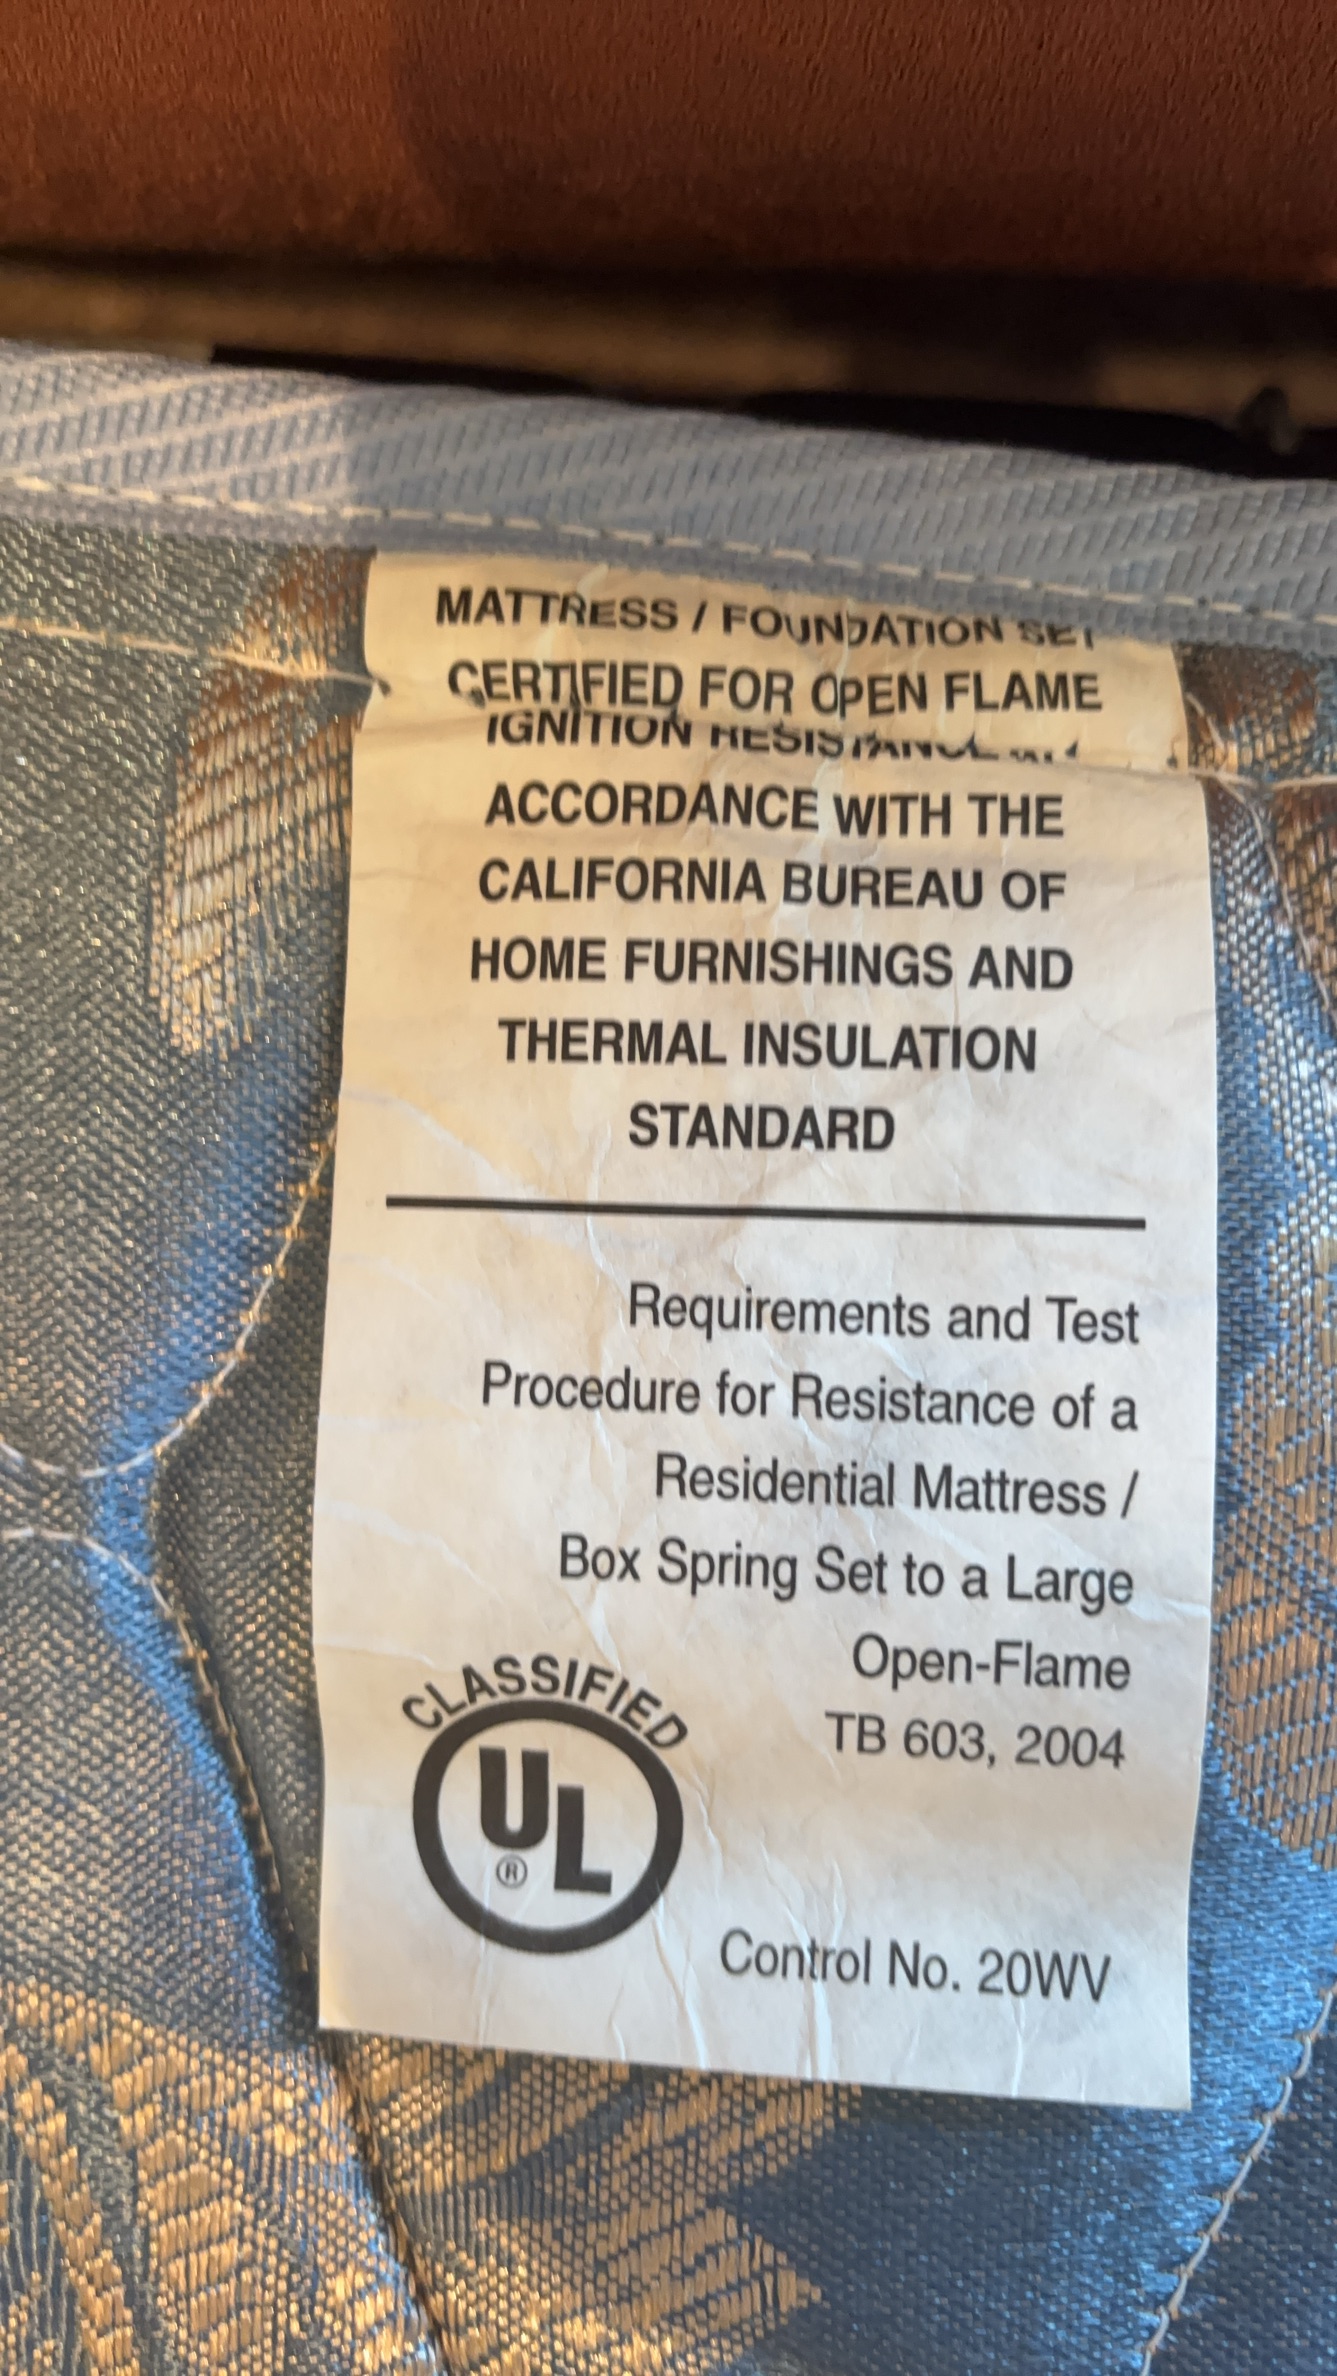 MATTRESS / FOUNDATION SET
CERTIFIED FOR OPEN FLAME
IGNITION RESISTANCE
ACCORDANCE WITH THE
CALIFORNIA BUREAU OF
HOME FURNISHINGS AND
THERMAL INSULATION
STANDARD
Requirements and Test
Procedure for Resistance of a
Residential Mattress /
Box Spring Set to a Large
Open-Flame
TB 603, 2004
CLASSIFIED
UL
®
Control No. 20WV